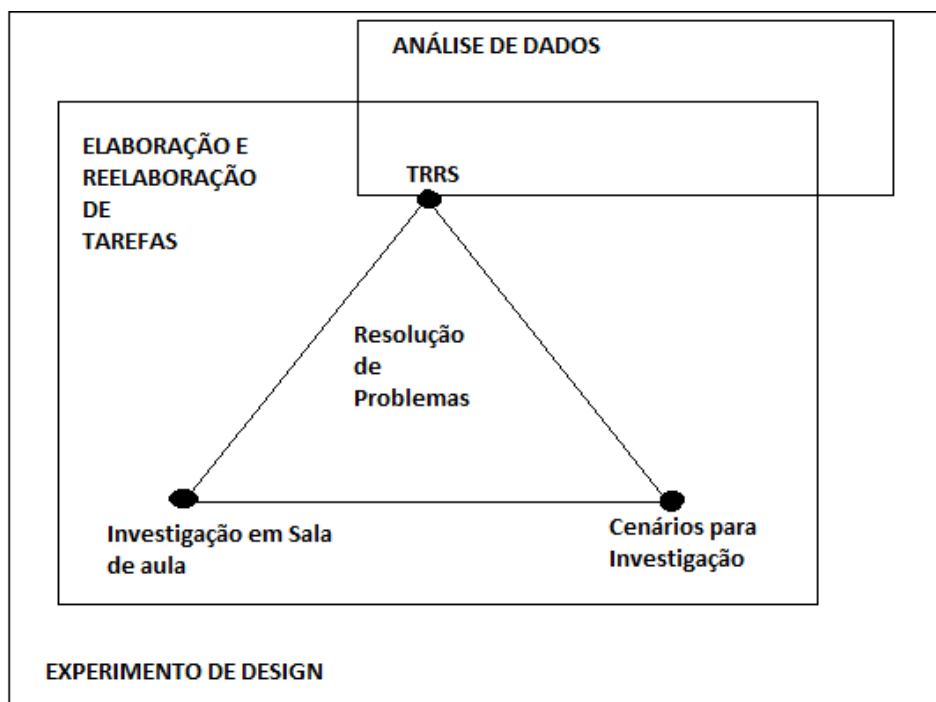 ANÁLISE DE DADOS
ELABORAÇÃO E
REELABORAÇÃO
DE
TAREFAS
TRRS
Resolução
de
Problemas
Investigação em Sala
de aula
Cenários para
Investigação
EXPERIMENTO DE DESIGN